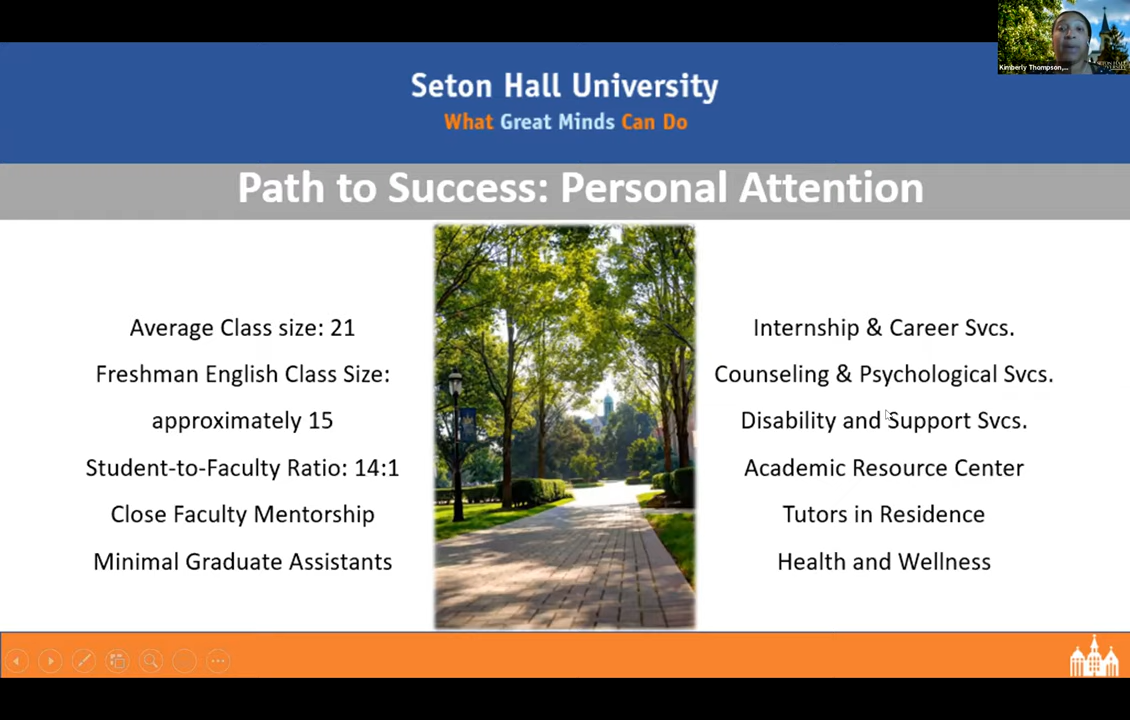 Kimberly Thompson,...
Seton Hall University
What Great Minds Can Do
Path to Success: Personal Attention
Average Class size: 21
Freshman English Class Size:
approximately 15
Student-to-Faculty Ratio: 14:1
Close Faculty Mentorship
Minimal Graduate Assistants
Internship & Career Svcs.
Counseling & Psychological Svcs.
Disability and Support Svcs.
Academic Resource Center
Tutors in Residence
Health and Wellness